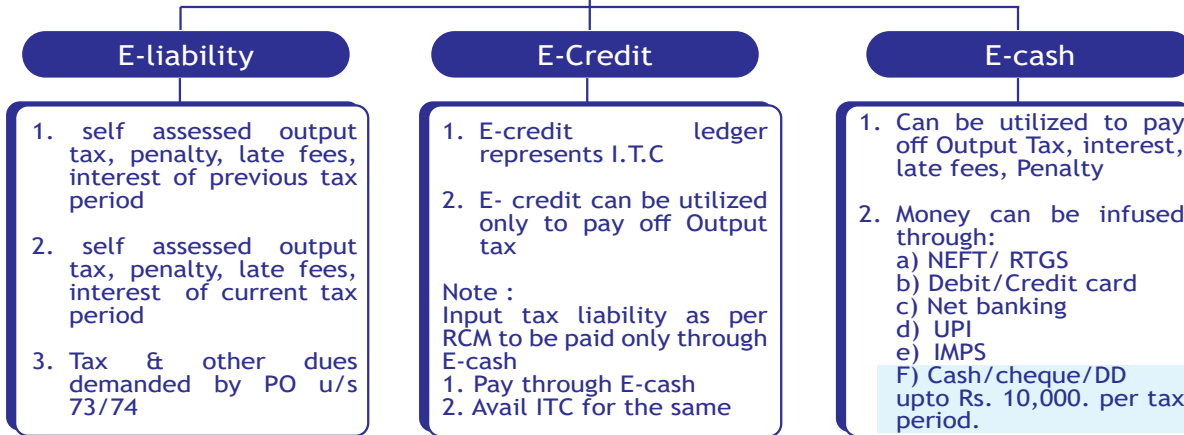 E-liability
1. self assessed output
tax, penalty, late fees,
interest of previous tax
period
2. self assessed output
tax, penalty, late fees,
interest of current tax
period
3. Tax & other dues
demanded by PO u/s
73/74
E-Credit
1. E-credit ledger
represents I.T.C
2. E- credit can be utilized
only to pay off Output
tax
Note :
Input tax liability as per
RCM to be paid only through
E-cash
1. Pay through E-cash
2. Avail ITC for the same
E-cash
1. Can be utilized to pay
off Output Tax, interest,
late fees, Penalty
2. Money can be infused
through:
a) NEFT/ RTGS
b) Debit/Credit card
c) Net banking
d) UPI
e) IMPS
F) Cash/cheque/DD
upto Rs. 10,000. per tax
period.